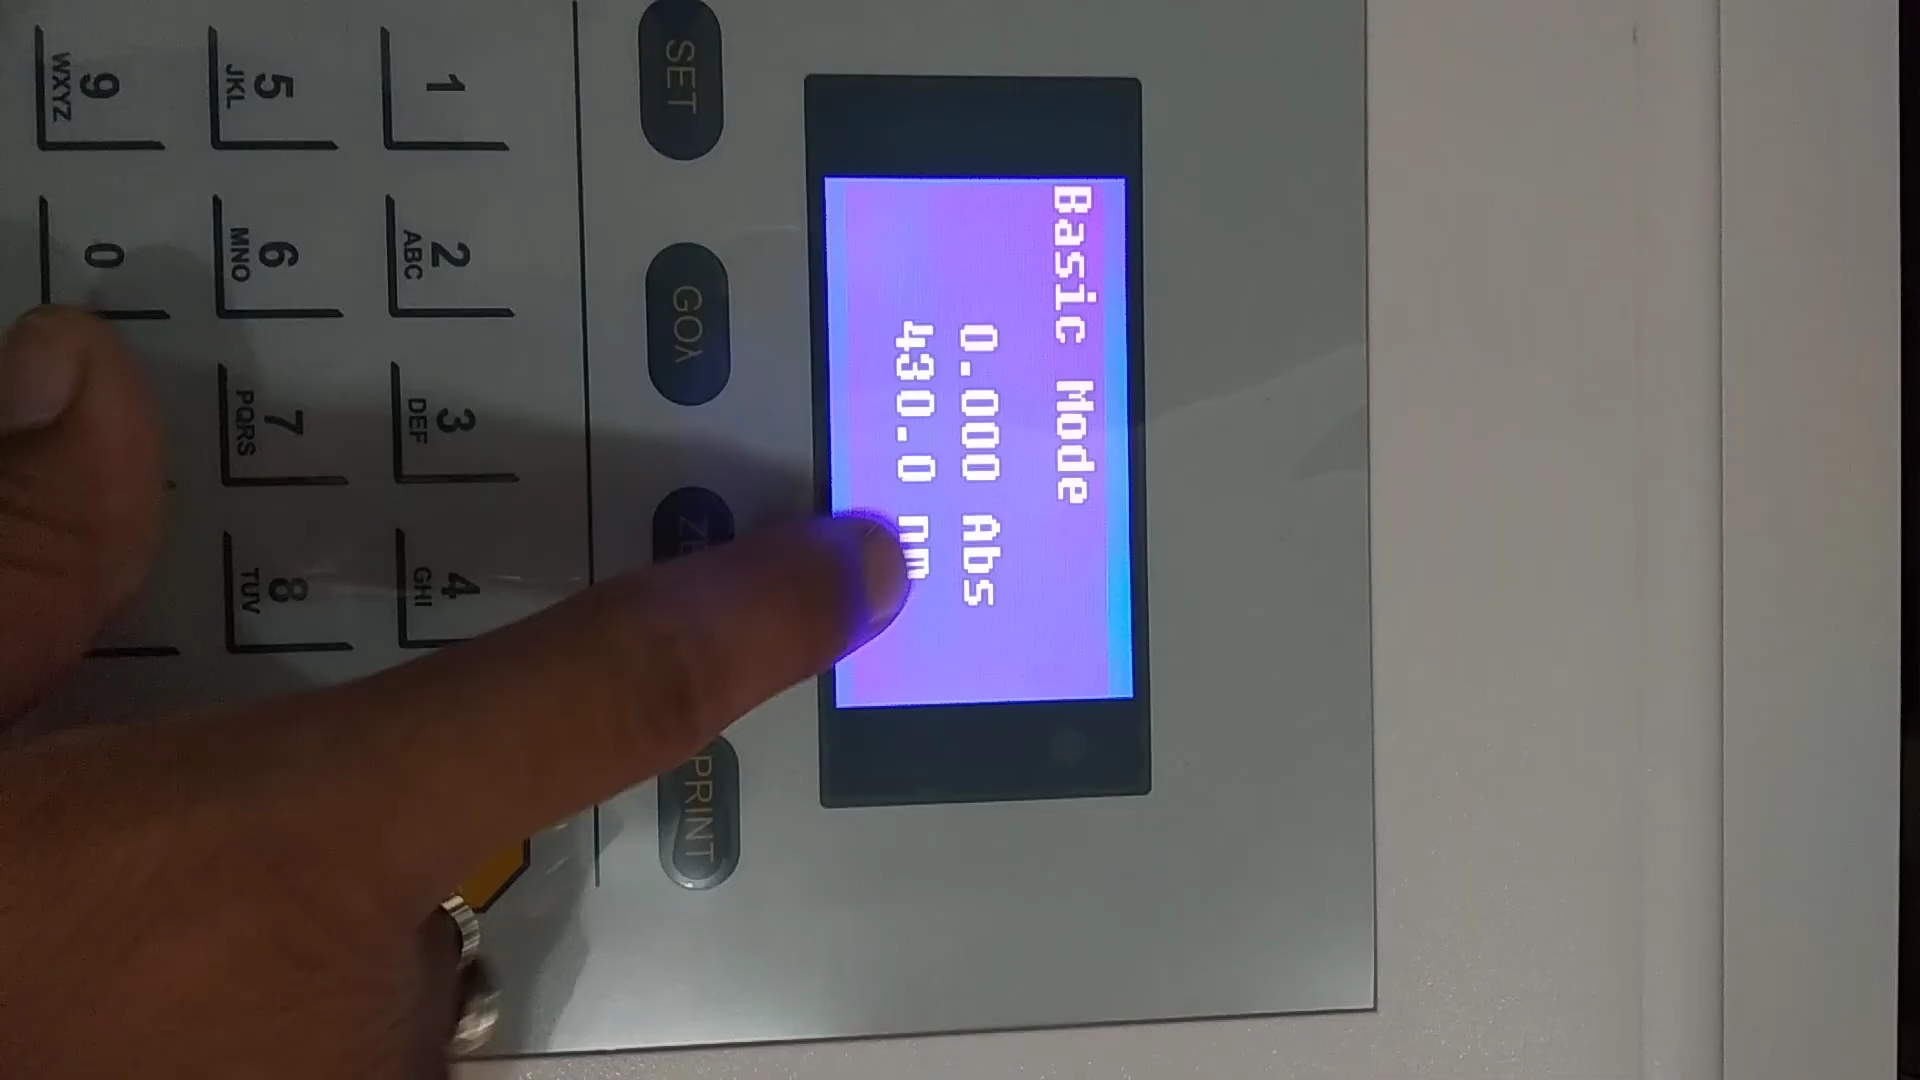 Basic Mode
0.000 Abs
430.0 nm
SET
GOλ
PRINT
1
2
ABC
3
DEF
4
GHI
5
JKL
6
MNO
7
PQRS
8
TUV
9
WXYZ
0